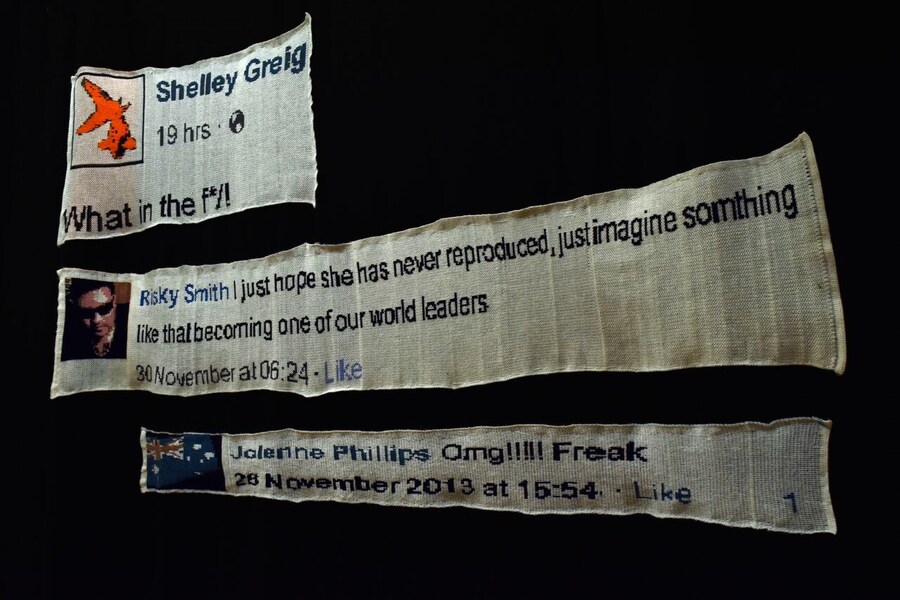 Shelley Greig
19 hrs ·
What in the f*/!
Risky Smith I just hope she has never reproduced, just imagine somthing
like that becoming one of our world leaders
30 November at 06:24 · Like
Jolenne Phillips Omg!!!!! Freak
28 November 2013 at 15:54. · Like 1